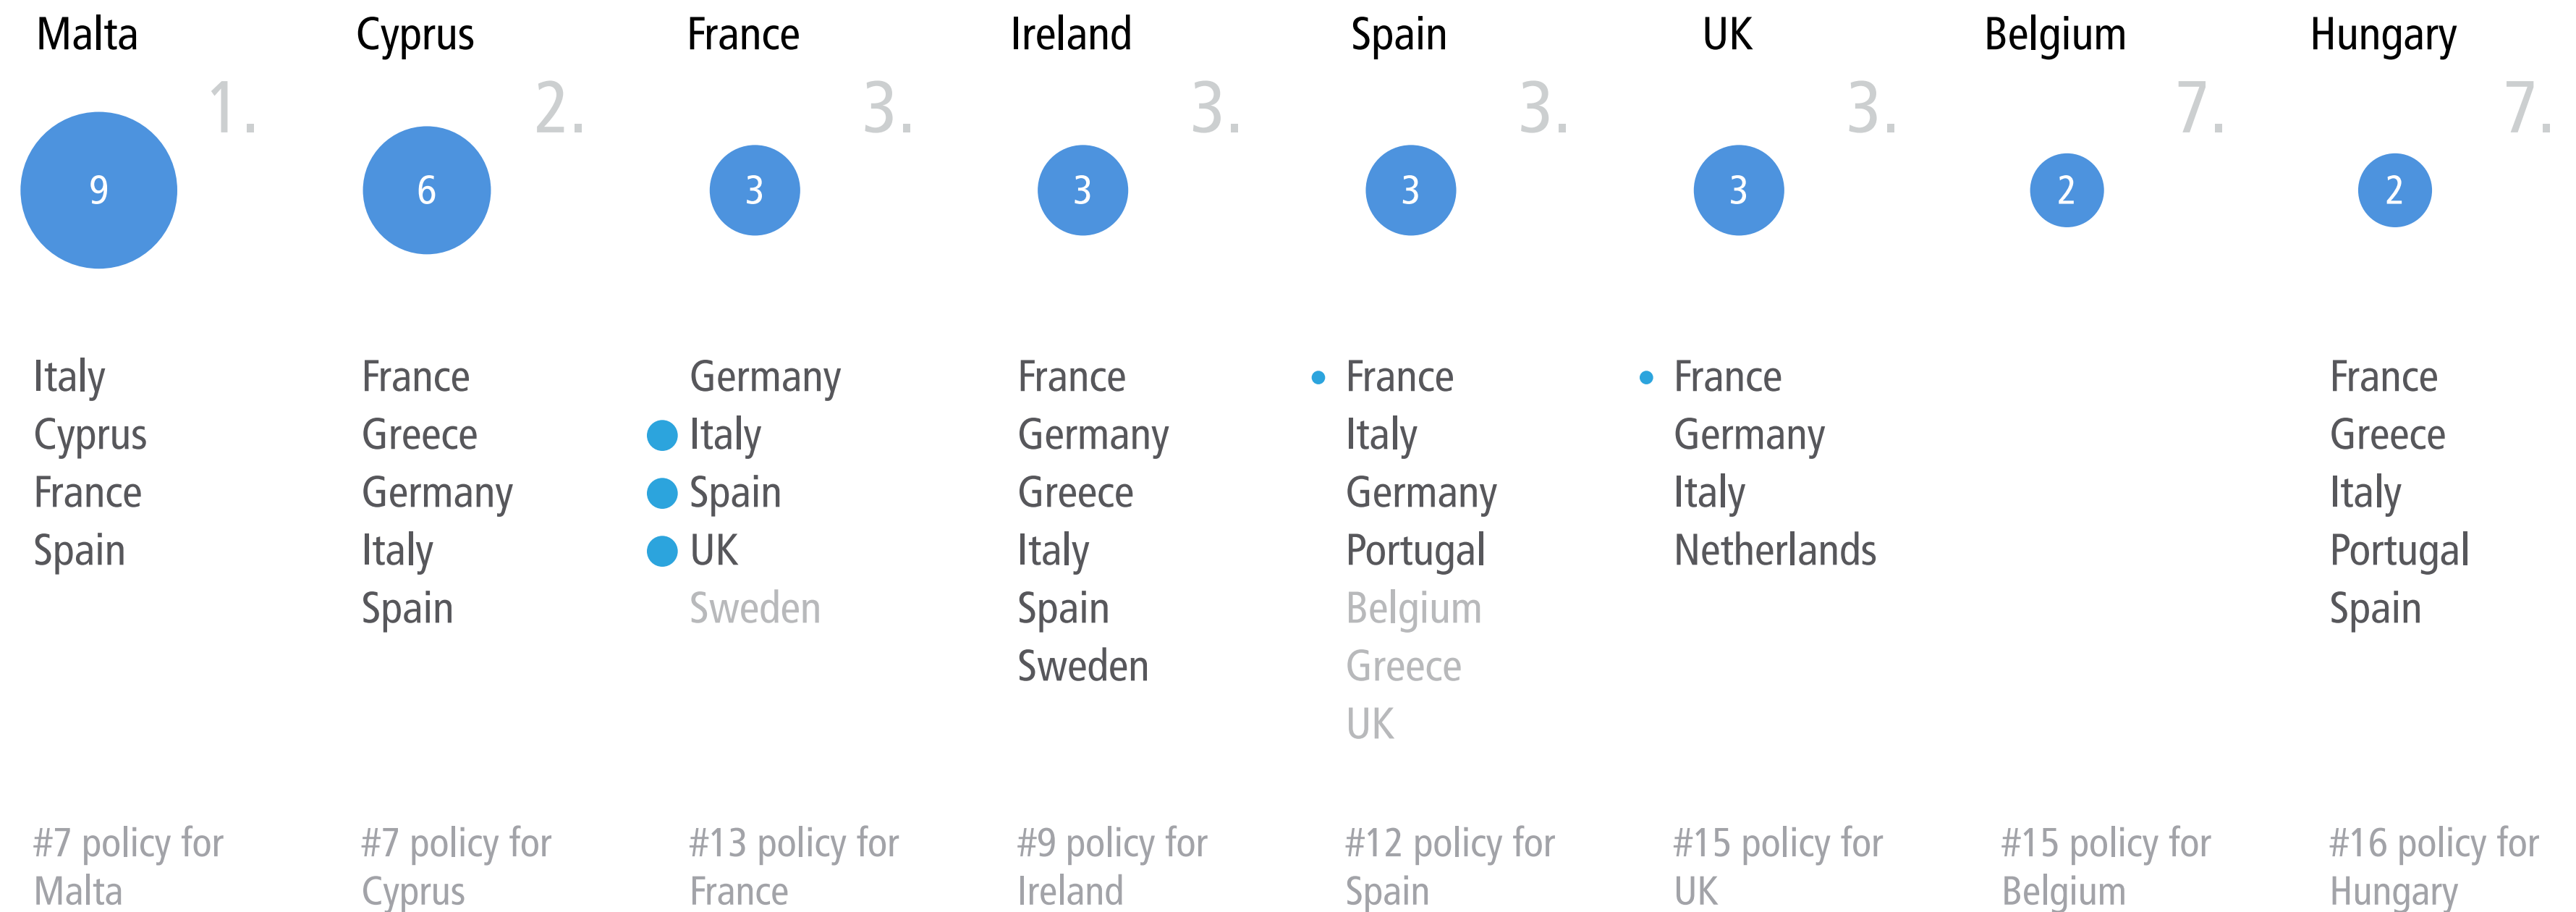 Malta
1.
9
Italy
Cyprus
France
Spain
#7 policy for
Malta
Cyprus
2.
6
France
Greece
Germany
Italy
Spain
#7 policy for
Cyprus
France
3.
3
Germany
Italy
Spain
UK
Sweden
#13 policy for
France
Ireland
3.
3
France
Germany
Greece
Italy
Spain
Sweden
#9 policy for
Ireland
Spain
3.
3
France
Italy
Germany
Portugal
Belgium
Greece
UK
#12 policy for
Spain
UK
3.
3
France
Germany
Italy
Netherlands
#15 policy for
UK
Belgium
7.
2
#15 policy for
Belgium
Hungary
7.
2
France
Greece
Italy
Portugal
Spain
#16 policy for
Hungary